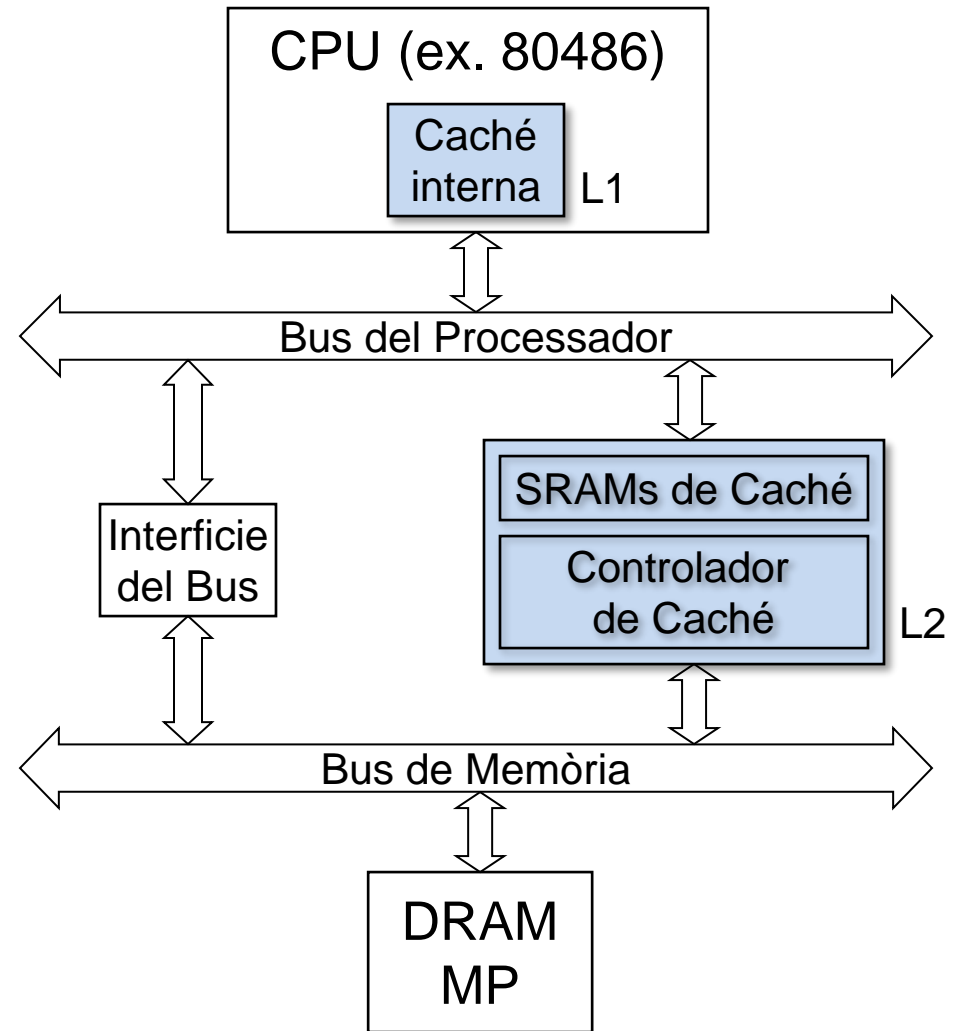 CPU (ex. 80486)
Caché
interna
L1
Bus del Processador
Interficie
del Bus
SRAMs de Caché
Controlador
de Caché
L2
Bus de Memòria
DRAM
MP